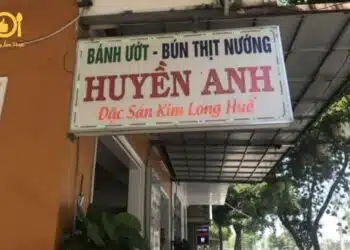 BÁNH ƯỚT - BÚN THỊT NƯỚNG
HUYỀN ANH
Đặc Sản Kim Long Huế